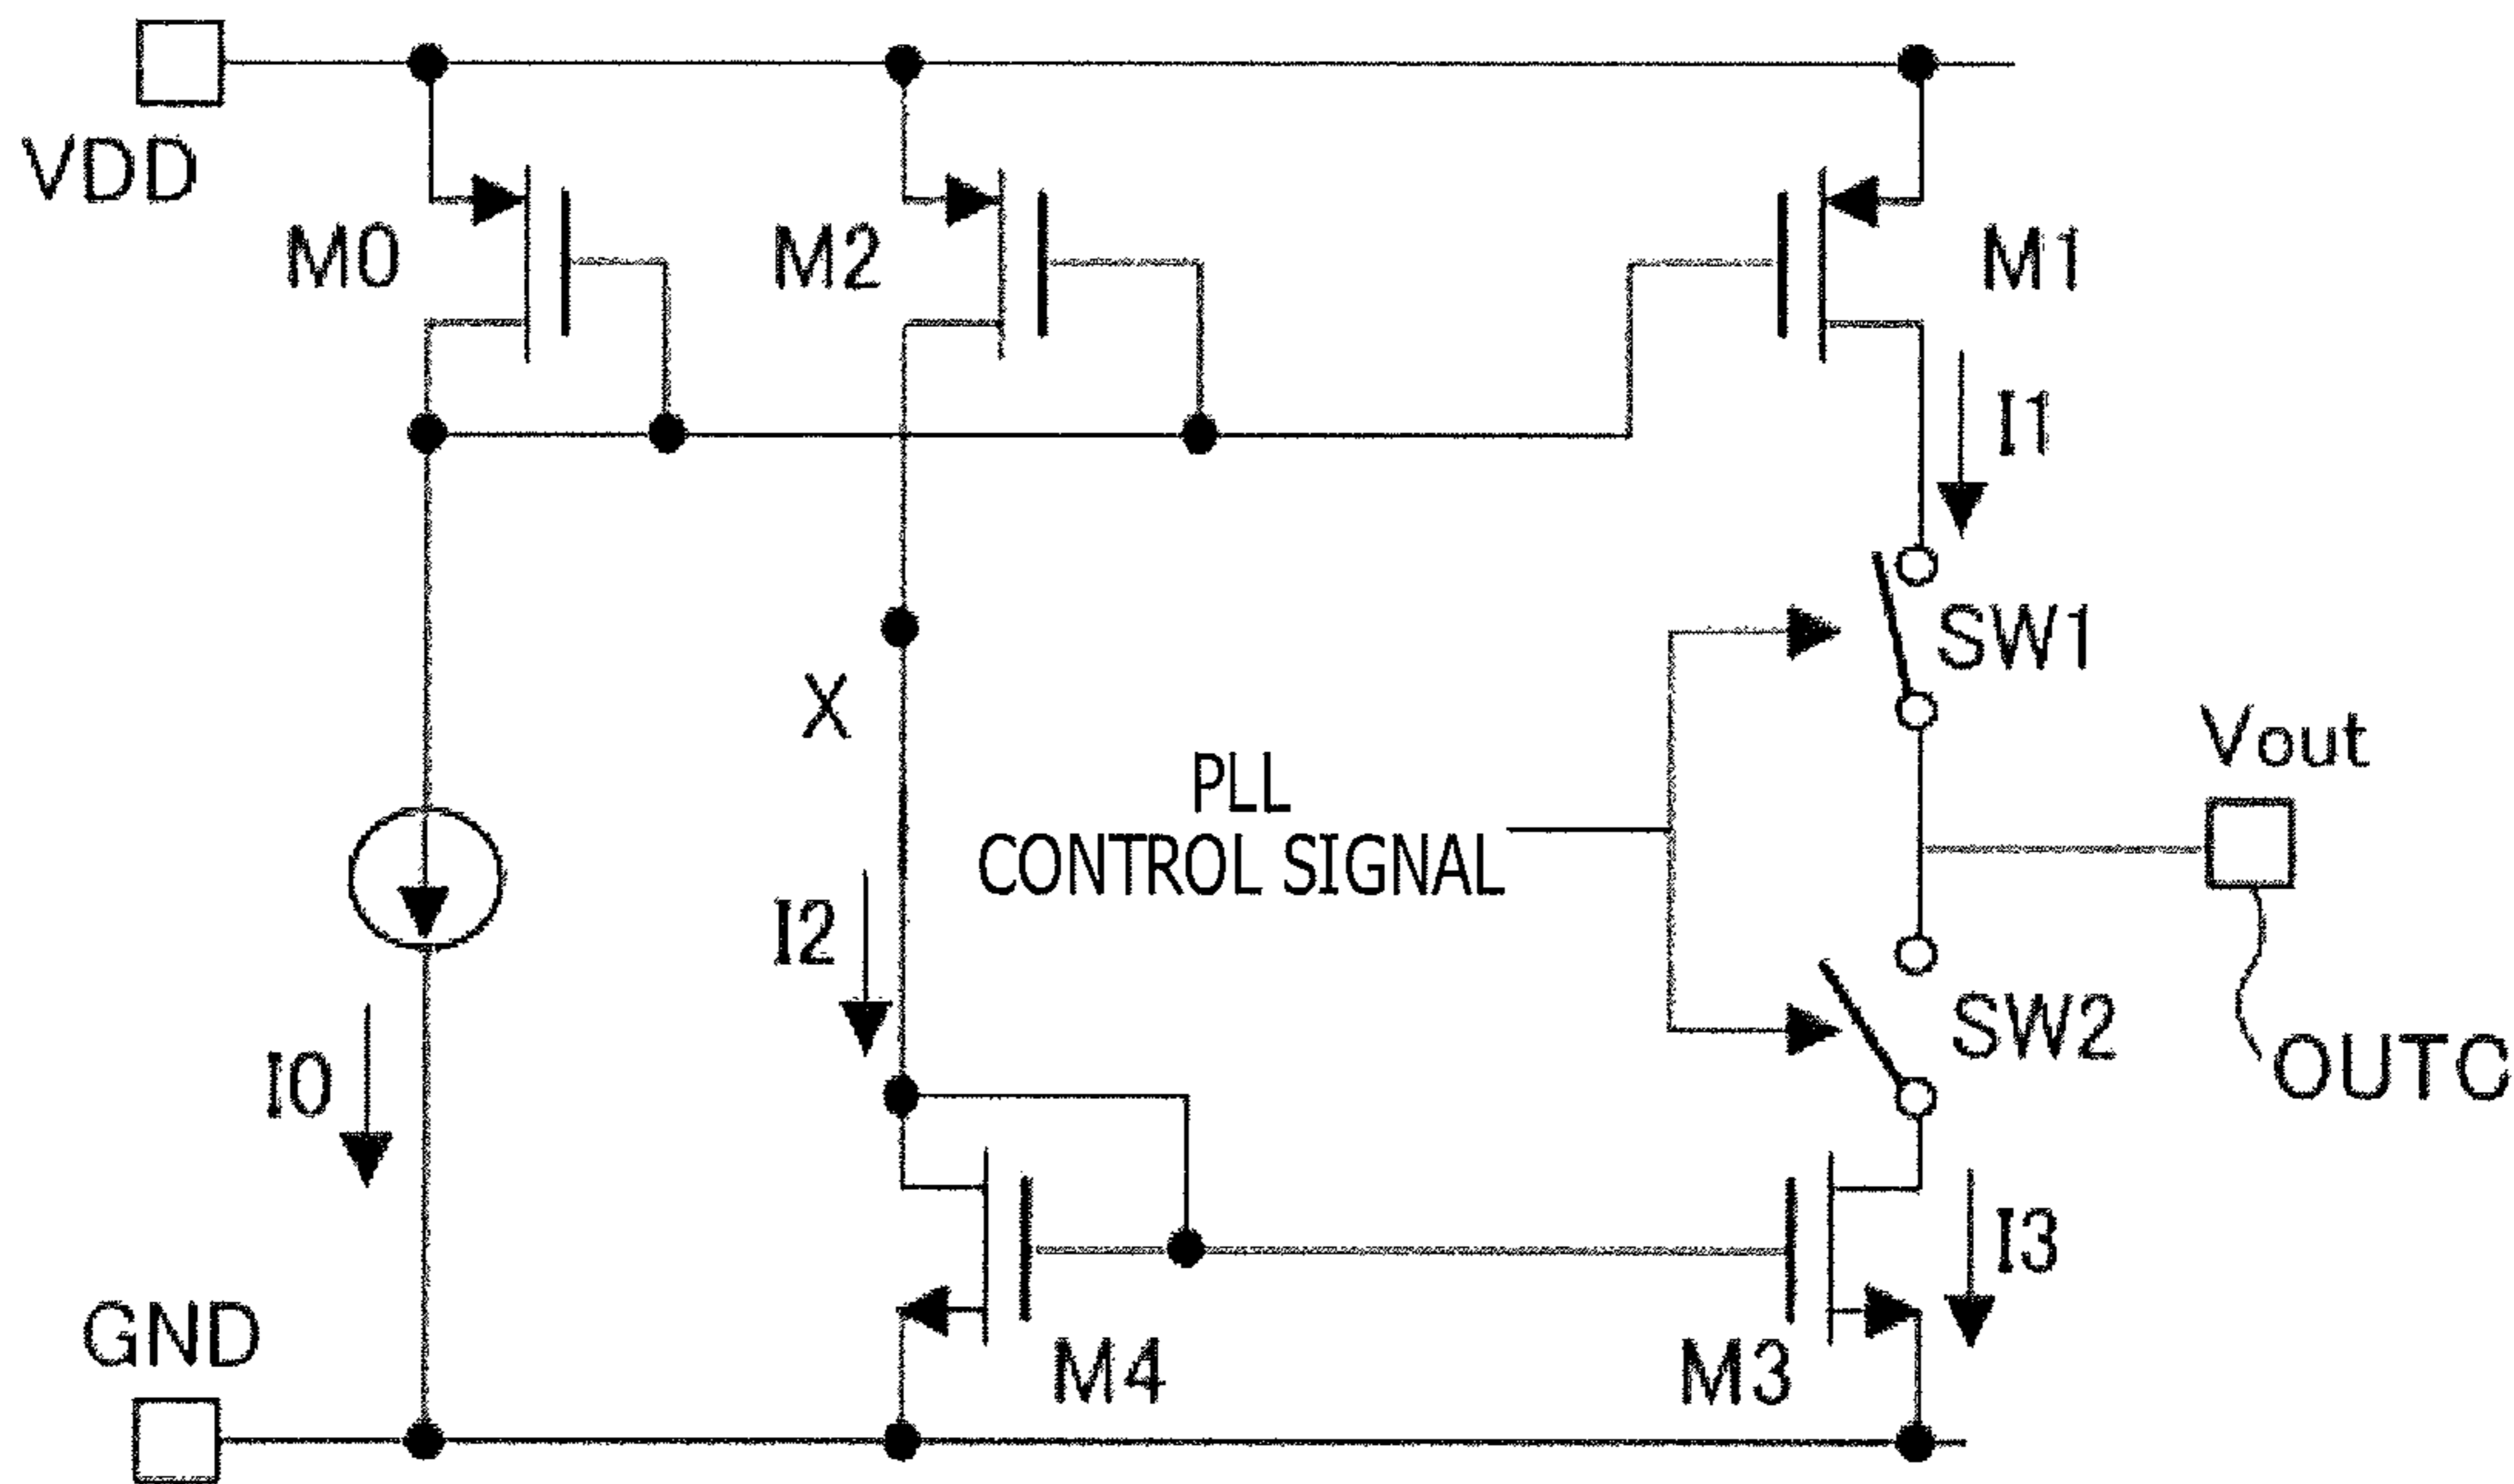 VDD
M0
M2
M1
I1
SW1
X
Vout
PLL
CONTROL SIGNAL
I2
SW2
I0
OUTC
I3
GND
M4
M3